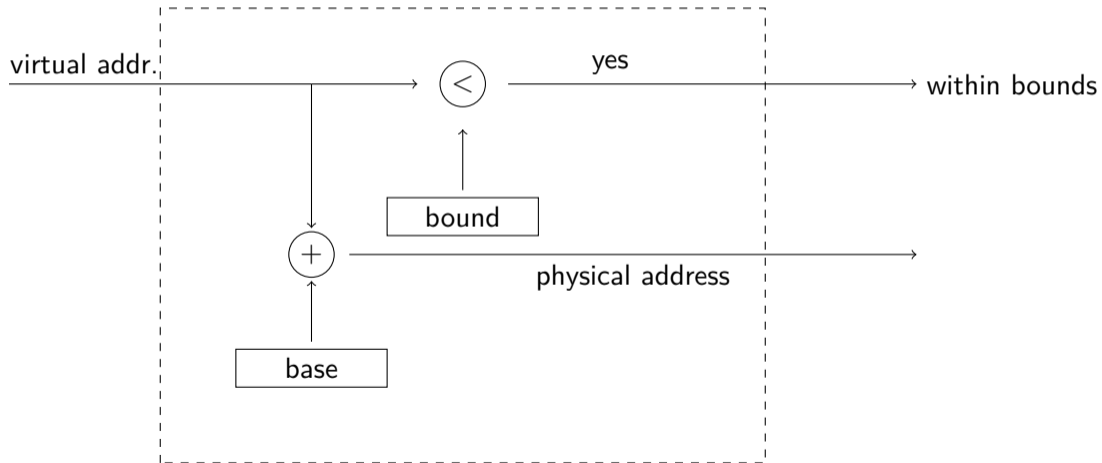 virtual addr.
yes
<
within bounds
bound
+
physical address
base